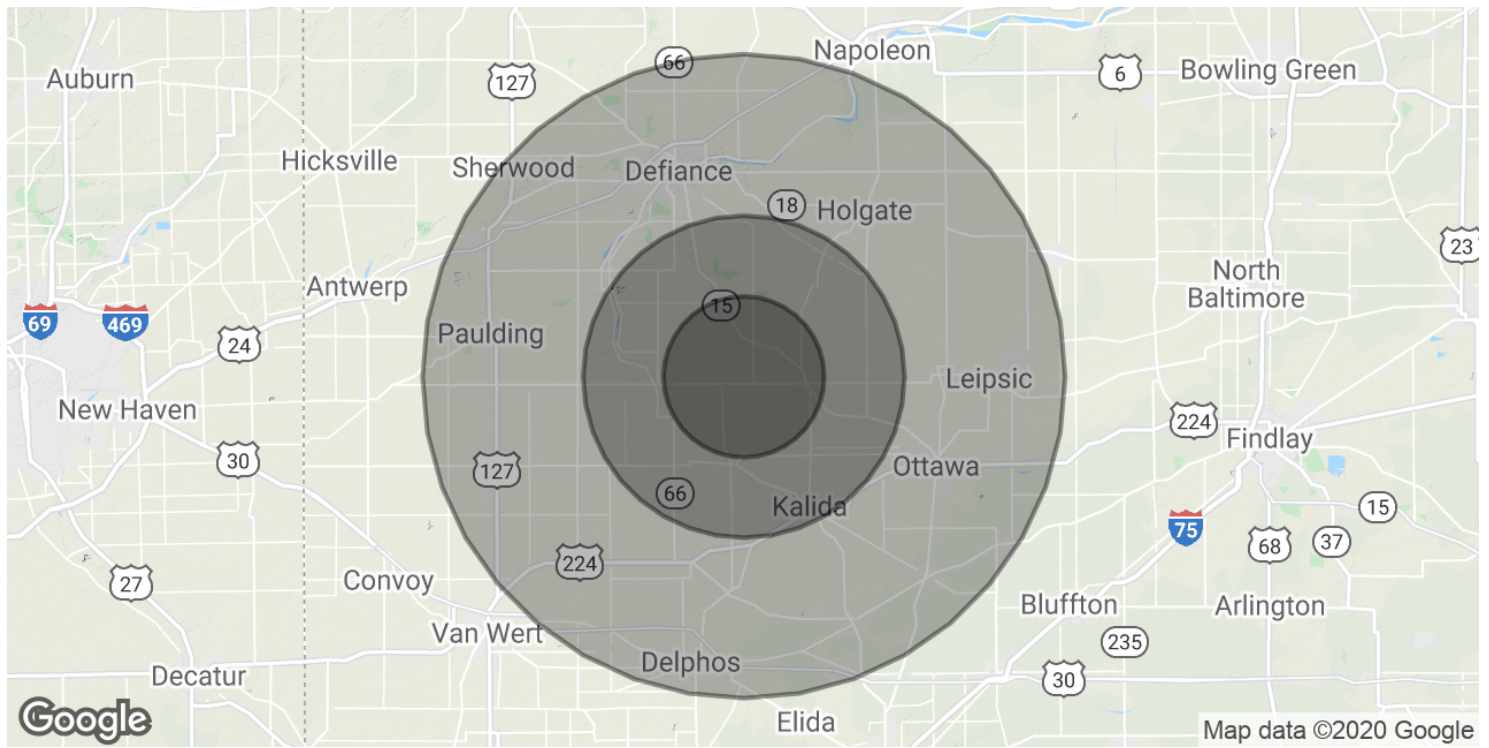 Napoleon
66
6
Auburn
127
Bowling Green
Hicksville
Sherwood
Defiance
18
Holgate
23
Antwerp
North
Baltimore
15
69
469
24
Paulding
Leipsic
New Haven
224
Findlay
30
127
Ottawa
66
Kalida
15
75
68
37
224
27
Convoy
Bluffton
Arlington
Van Wert
235
Delphos
Decatur
30
Google
Elida
Map data ©2020 Google